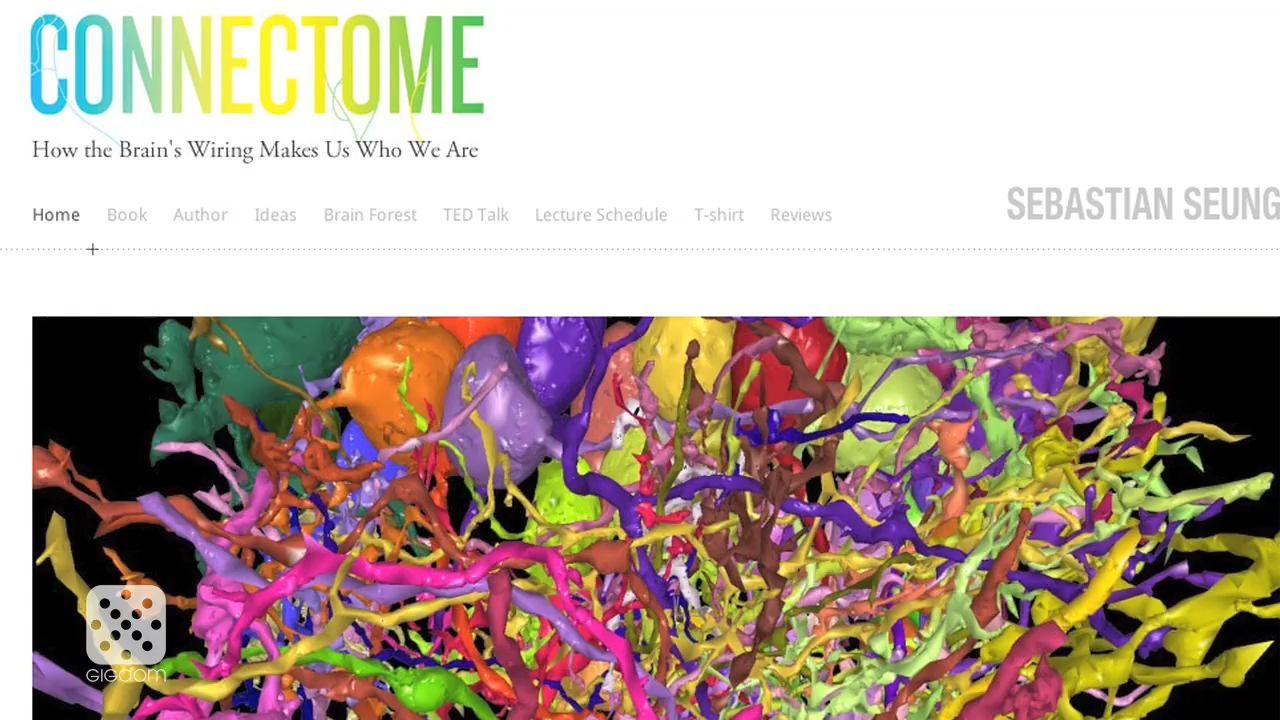 CONNECTOME
How the Brain's Wiring Makes Us Who We Are
Home Book Author Ideas Brain Forest TED Talk Lecture Schedule T-shirt Reviews
SEBASTIAN SEUNG
GIGaom